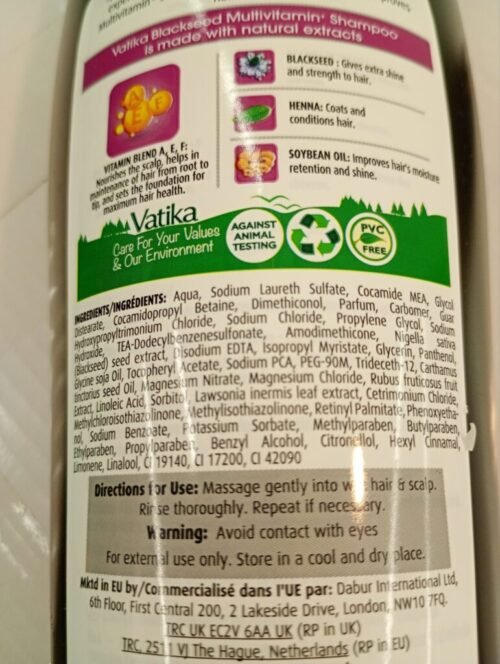 Multivitamin
Vatika Blackseed Multivitamin+ Shampoo
is made with natural extracts
BLACKSEED : Gives extra shine
and strength to hair.
HENNA: Coats and
conditions hair.
SOYBEAN OIL: Improves hair's moisture
retention and shine.
A E F
VITAMIN BLEND A, E, F:
Nourishes the scalp, helps in
maintenance of hair from root to
tip, and sets the foundation for
maximum hair health.
Vatika
Care For Your Values
& Our Environment
AGAINST
ANIMAL
TESTING
PVC
FREE
INGREDIENTS/INGRÉDIENTS: Aqua, Sodium Laureth Sulfate, Cocamide MEA, Glycol
Distearate, Cocamidopropyl Betaine, Dimethiconol, Parfum, Carbomer, Guar
Hydroxypropyltrimonium Chloride, Sodium Chloride, Propylene Glycol, Sodium
Hydroxide, TEA-Dodecylbenzenesulfonate, Amodimethicone, Nigella sativa
(Blackseed) seed extract, Disodium EDTA, Isopropyl Myristate, Glycerin, Panthenol,
Glycine soja Oil, Tocopheryl Acetate, Sodium PCA, PEG-90M, Trideceth-12, Carthamus
tinctorius seed Oil, Magnesium Nitrate, Magnesium Chloride, Rubus fruticosus fruit
Extract, Linoleic Acid, Sorbitol, Lawsonia inermis leaf extract, Cetrimonium Chloride,
Methylchloroisothiazolinone, Methylisothiazolinone, Retinyl Palmitate, Phenoxyetha-
nol, Sodium Benzoate, Potassium Sorbate, Methylparaben, Butylparaben,
Ethylparaben, Propylparaben, Benzyl Alcohol, Citronellol, Hexyl Cinnamal,
Limonene, Linalool, CI 19140, CI 17200, CI 42090
Directions for Use: Massage gently into wet hair & scalp.
Rinse thoroughly. Repeat if necessary.
Warning: Avoid contact with eyes
For external use only. Store in a cool and dry place.
Mktd in EU by/Commercialisé dans l'UE par: Dabur International Ltd,
6th Floor, First Central 200, 2 Lakeside Drive, London, NW10 7FQ.
TRC UK EC2V 6AA UK (RP in UK)
TRC, 2511 VJ The Hague, Netherlands (RP in EU)